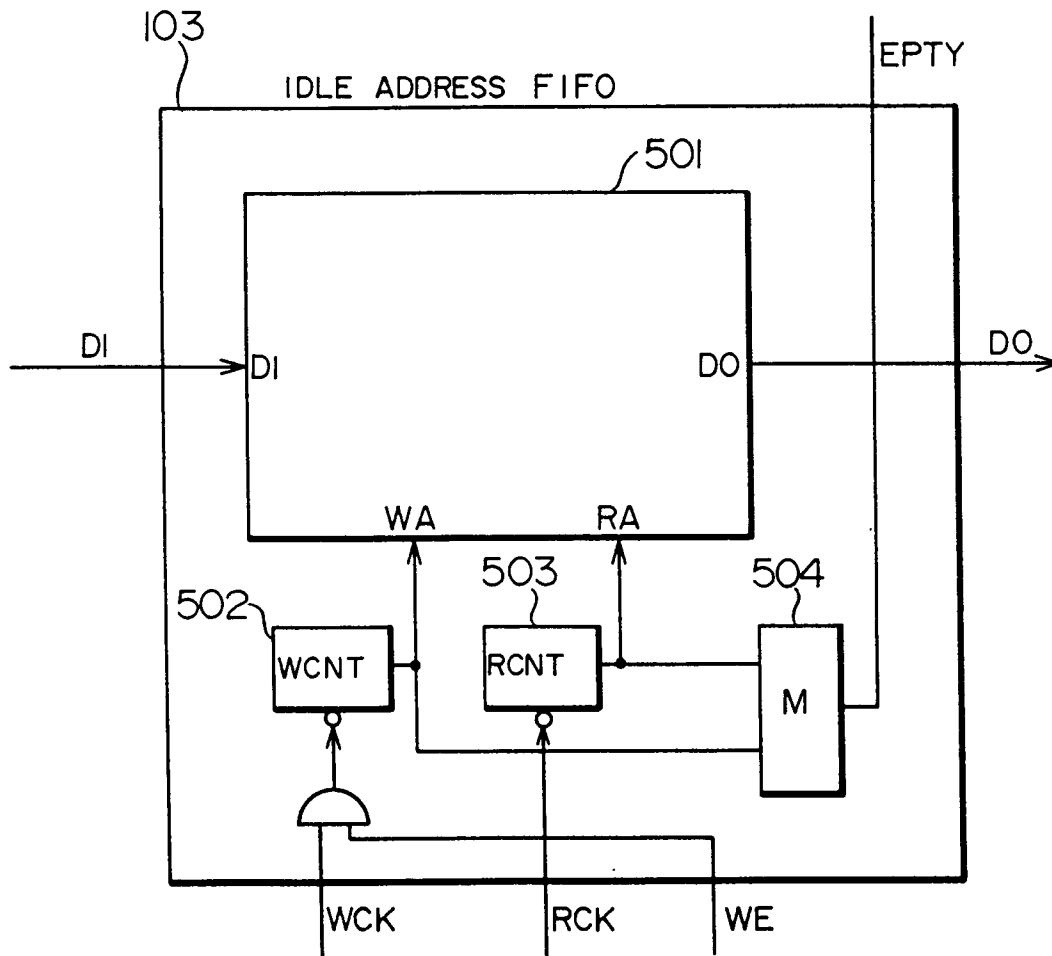 103
EPTY
IDLE ADDRESS FIFO
501
DI
DI
DO
DO
WA
RA
502
503
504
WCNT
RCNT
M
WCK
RCK
WE